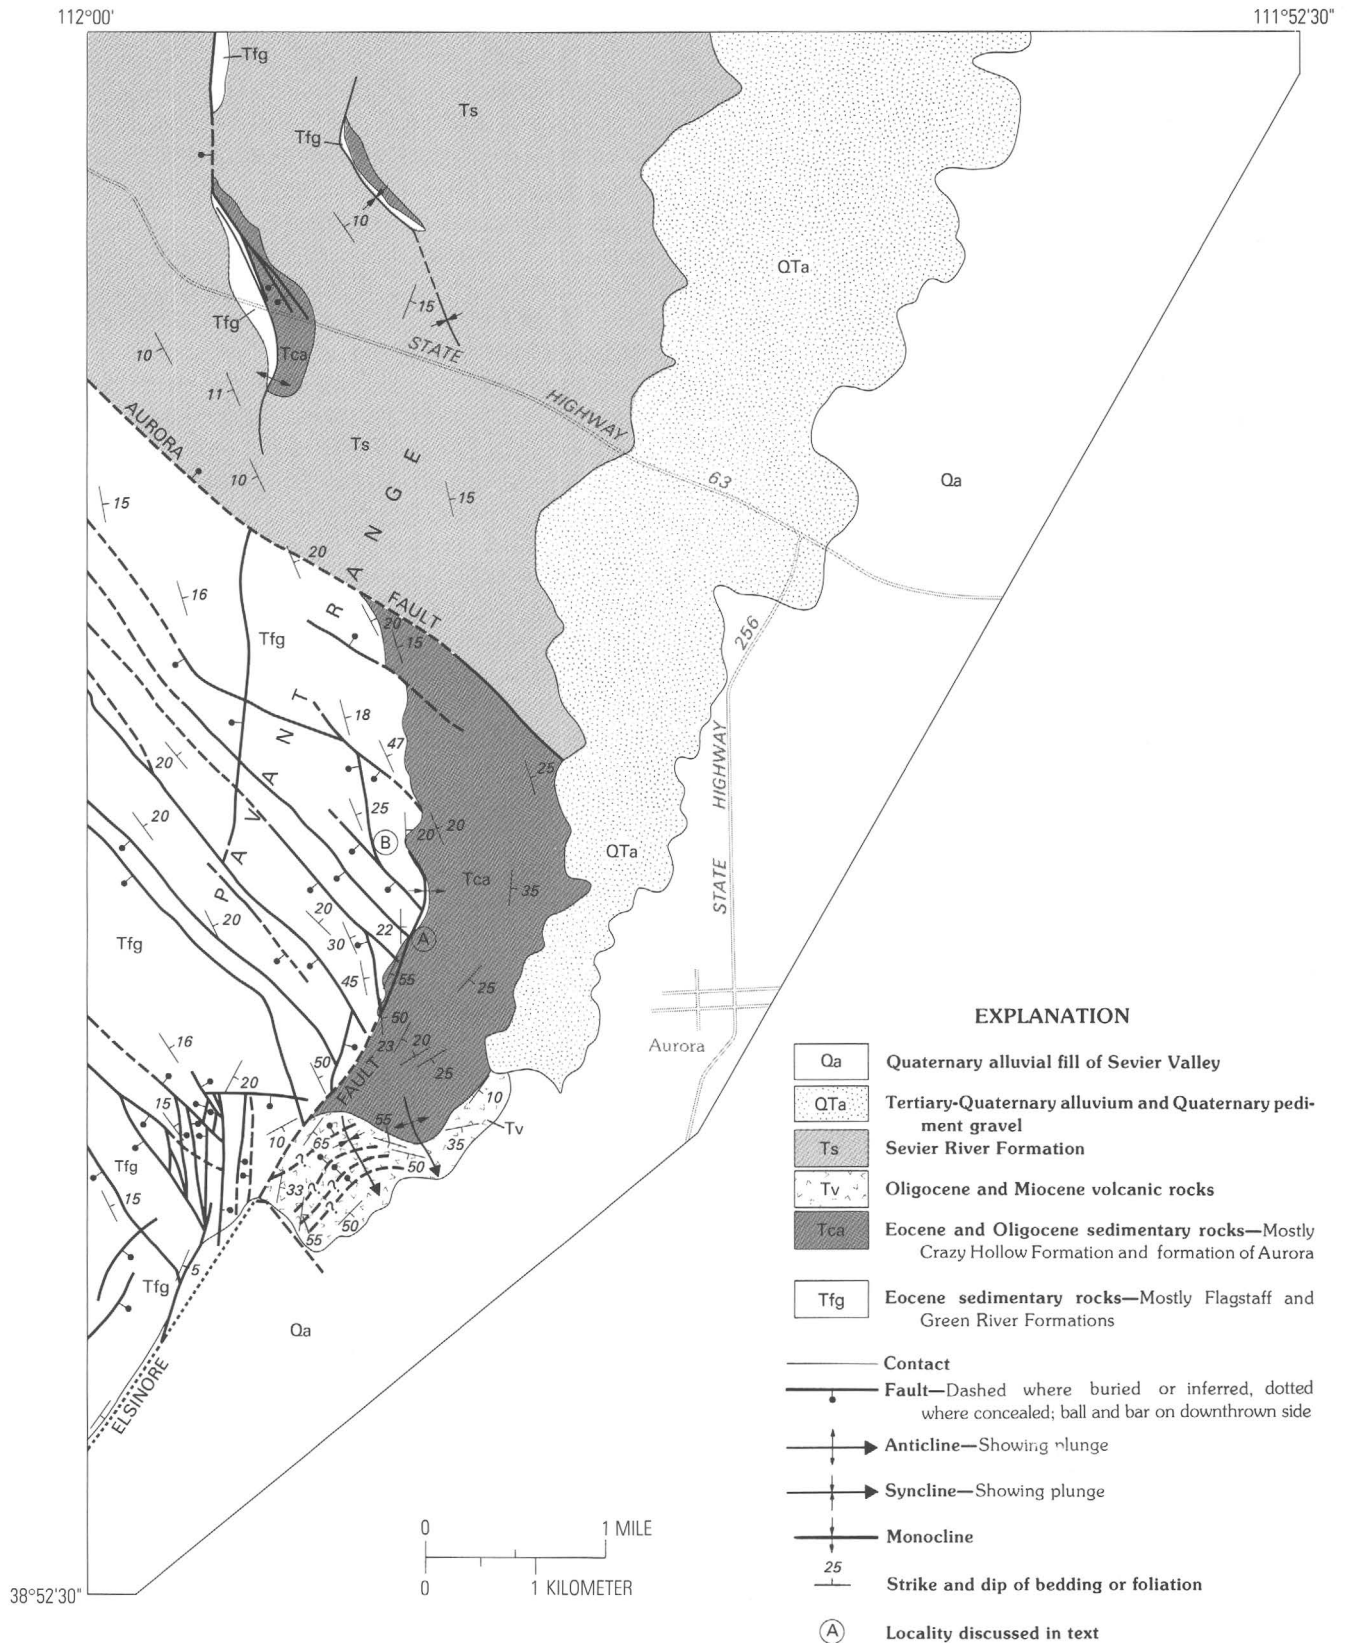 112°00'
111°52'30"
Tfg
Ts
Tfg
10
QTa
15
Tfg
STATE
10
Tca
11
HIGHWAY
AURORA
Ts
63
Qa
10
15
15
20
16
FAULT
20
15
256
Tfg
PAVANT RANGE
18
47
20
25
STATE HIGHWAY
25
20
20
20
B
QTa
Tca
35
20
20
22
30
A
Tfg
45
55
25
50
16
23
20
Aurora
50
FAULT
25
20
15
10
10
65
55
35
Tv
Tfg
50
15
33
?
?
?
50
55
Tfg
5
Qa
ELSINORE
38°52'30"
0 1 MILE
0 1 KILOMETER
EXPLANATION
Qa Quaternary alluvial fill of Sevier Valley
QTa Tertiary-Quaternary alluvium and Quaternary pedi-
ment gravel
Ts Sevier River Formation
Tv Oligocene and Miocene volcanic rocks
Tca Eocene and Oligocene sedimentary rocks—Mostly
Crazy Hollow Formation and formation of Aurora
Tfg Eocene sedimentary rocks—Mostly Flagstaff and
Green River Formations
Contact
Fault—Dashed where buried or inferred, dotted
where concealed; ball and bar on downthrown side
Anticline—Showing plunge
Syncline—Showing plunge
Monocline
25
Strike and dip of bedding or foliation
A Locality discussed in text